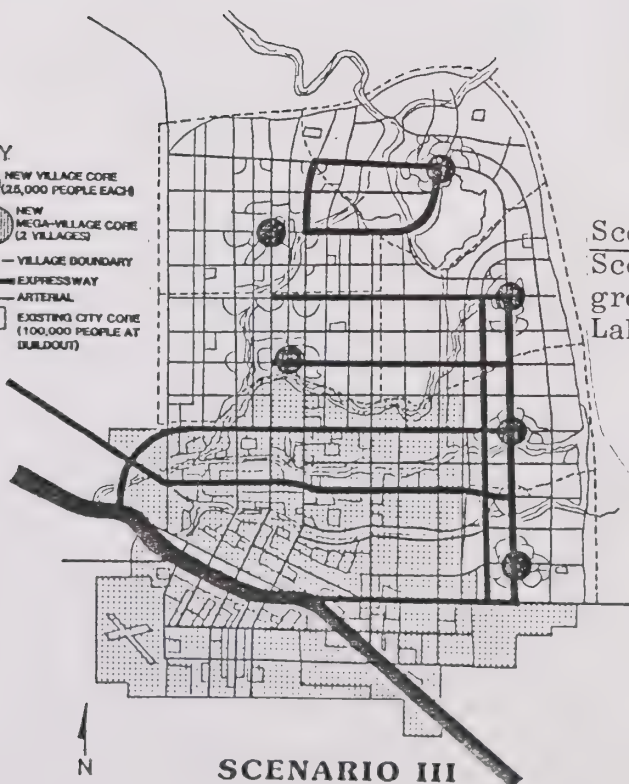 Y
NEW VILLAGE CORE
(25,000 PEOPLE EACH)
NEW
MEGA-VILLAGE CORE
(2 VILLAGES)
VILLAGE BOUNDARY
EXPRESSWAY
ARTERIAL
EXISTING CITY CORE
(100,000 PEOPLE AT
BUILDOUT)
Sce
Sce
gre
Lal
N
SCENARIO III